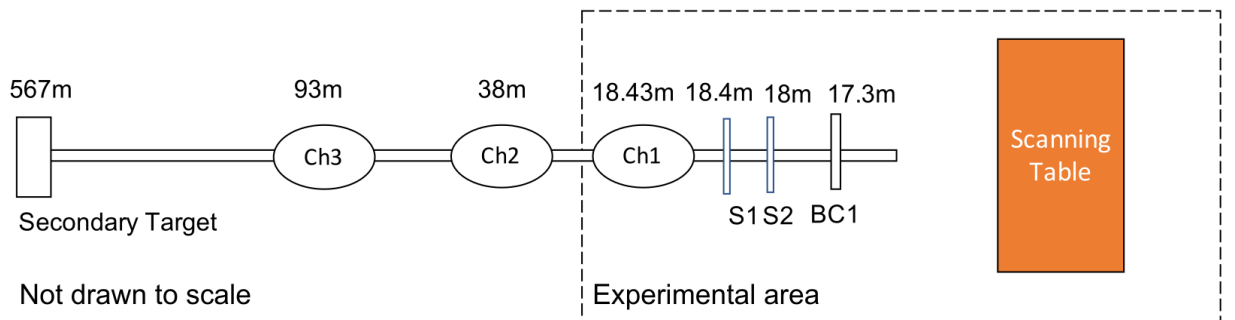 567m
93m
38m
18.43m
18.4m
18m
17.3m
Ch3
Ch2
Ch1
Scanning
Table
S1
S2
BC1
Secondary Target
Not drawn to scale
Experimental area